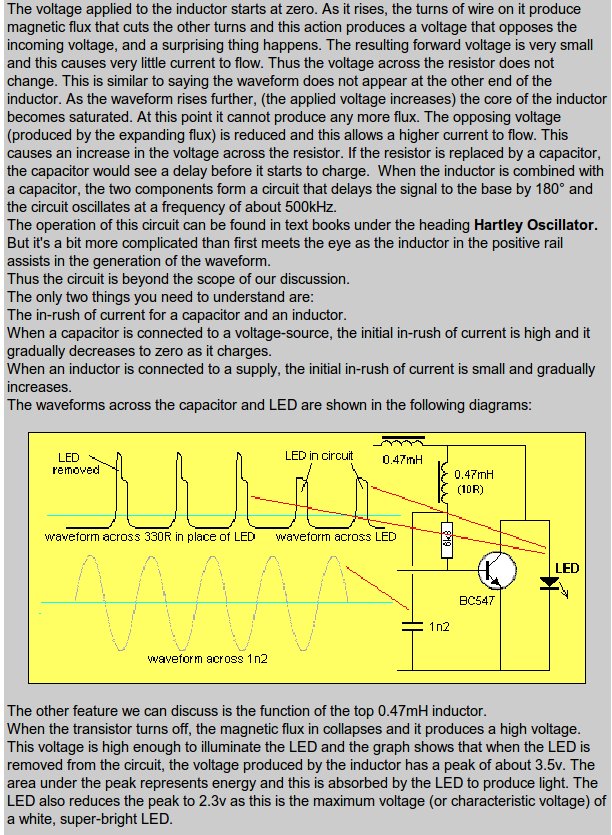 The voltage applied to the inductor starts at zero. As it rises, the turns of wire on it produce
magnetic flux that cuts the other turns and this action produces a voltage that opposes the
incoming voltage, and a surprising thing happens. The resulting forward voltage is very small
and this causes very little current to flow. Thus the voltage across the resistor does not
change. This is similar to saying the waveform does not appear at the other end of the
inductor. As the waveform rises further, (the applied voltage increases) the core of the inductor
becomes saturated. At this point it cannot produce any more flux. The opposing voltage
(produced by the expanding flux) is reduced and this allows a higher current to flow. This
causes an increase in the voltage across the resistor. If the resistor is replaced by a capacitor,
the capacitor would see a delay before it starts to charge. When the inductor is combined with
a capacitor, the two components form a circuit that delays the signal to the base by 180° and
the circuit oscillates at a frequency of about 500kHz.
The operation of this circuit can be found in text books under the heading Hartley Oscillator.
But it's a bit more complicated than first meets the eye as the inductor in the positive rail
assists in the generation of the waveform.
Thus the circuit is beyond the scope of our discussion.
The only two things you need to understand are:
The in-rush of current for a capacitor and an inductor.
When a capacitor is connected to a voltage-source, the initial in-rush of current is high and it
gradually decreases to zero as it charges.
When an inductor is connected to a supply, the initial in-rush of current is small and gradually
increases.
The waveforms across the capacitor and LED are shown in the following diagrams:
LED
removed
LED in circuit
0.47mH
0.47mH
(10R)
waveform across 330R in place of LED
waveform across LED
6k8
LED
BC547
1n2
waveform across 1n2
The other feature we can discuss is the function of the top 0.47mH inductor.
When the transistor turns off, the magnetic flux in collapses and it produces a high voltage.
This voltage is high enough to illuminate the LED and the graph shows that when the LED is
removed from the circuit, the voltage produced by the inductor has a peak of about 3.5v. The
area under the peak represents energy and this is absorbed by the LED to produce light. The
LED also reduces the peak to 2.3v as this is the maximum voltage (or characteristic voltage) of
a white, super-bright LED.